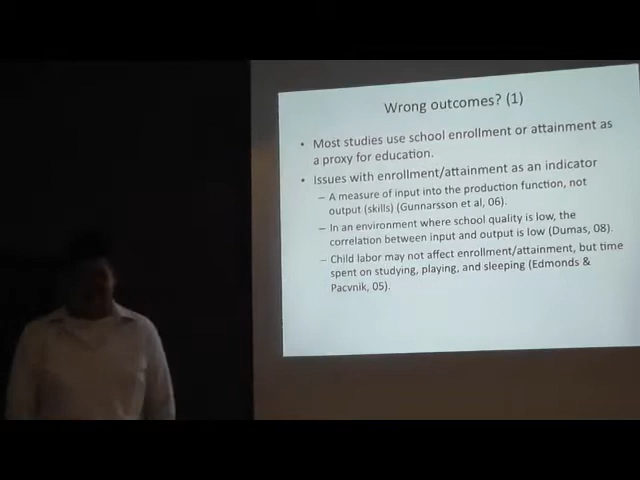 Wrong outcomes? (1)
• Most studies use school enrollment or attainment as
a proxy for education.
• Issues with enrollment/attainment as an indicator
– A measure of input into the production function, not
output (skills) (Gunnarsson et al, 06).
– In an environment where school quality is low, the
correlation between input and output is low (Dumas, 08).
– Child labor may not affect enrollment/attainment, but time
spent on studying, playing, and sleeping (Edmonds &
Pacvnik, 05).